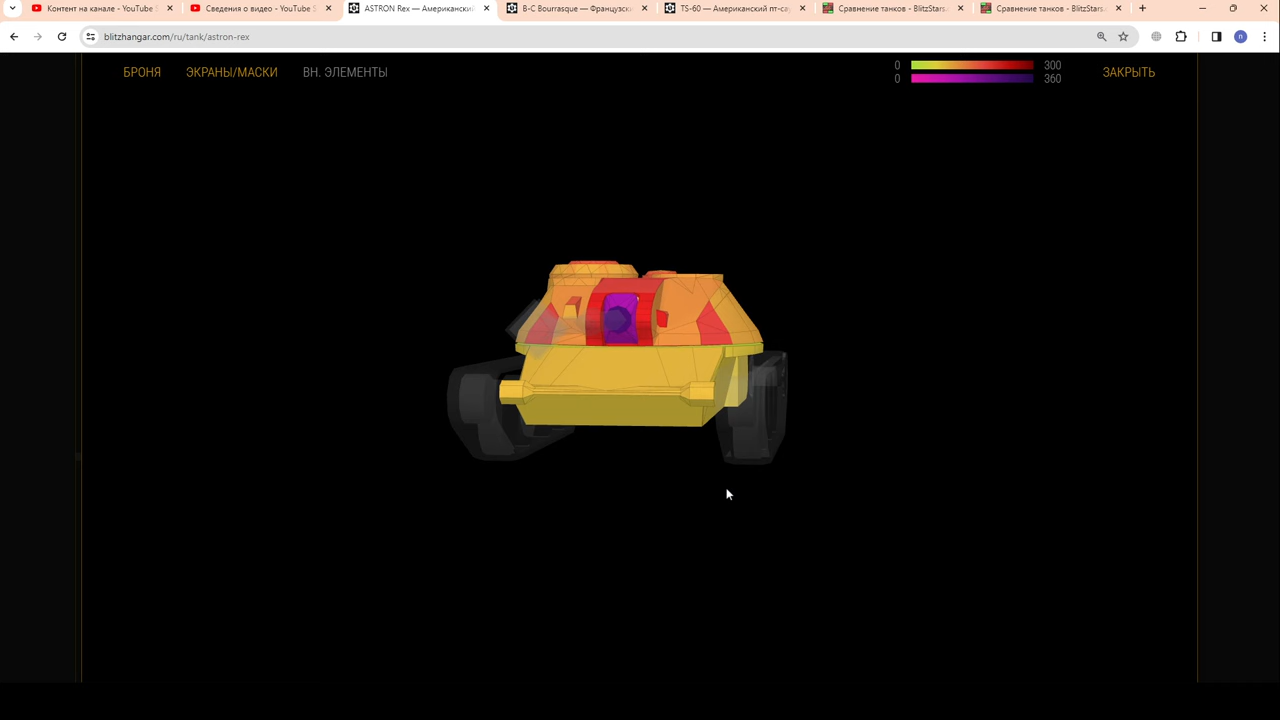 Контент на канале - YouTube S
Сведения о видео - YouTube S
ASTRON Rex — Американский
B-C Bourrasque — Французски
TS-60 — Американский пт-са
Сравнение танков - BlitzStars
Сравнение танков - BlitzStars
blitzhangar.com/ru/tank/astron-rex
n
БРОНЯ
ЭКРАНЫ/МАСКИ
ВН. ЭЛЕМЕНТЫ
0 300
0 360
ЗАКРЫТЬ